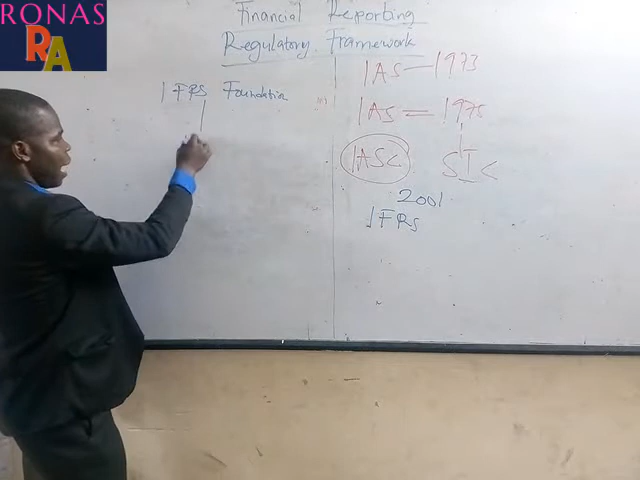 RONAS
RA
Financial Reporting
Regulatory Framework
IFRS Foundation
IAS — 1973
IAS = 1975
IASC SIC
2001
IFRS